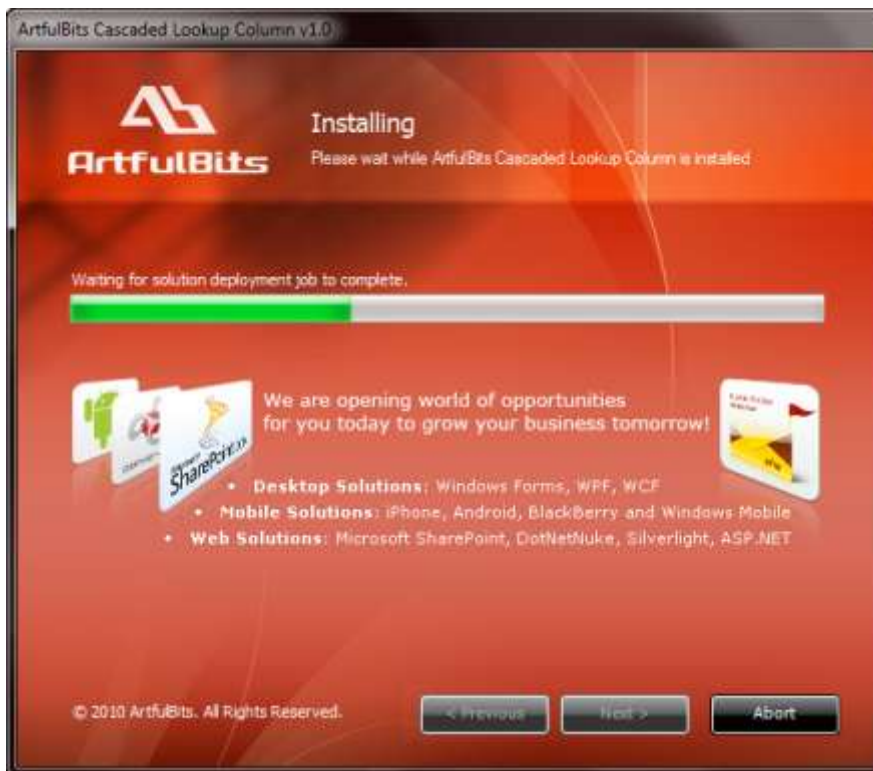 ArtfulBits Cascaded Lookup Column v1.0
ArtfulBits
Installing
Please wait while ArtfulBits Cascaded Lookup Column is installed
Waiting for solution deployment job to complete.
We are opening world of opportunities
for you today to grow your business tomorrow!
SharePoint
• Desktop Solutions: Windows Forms, WPF, WCF
• Mobile Solutions: iPhone, Android, BlackBerry and Windows Mobile
• Web Solutions: Microsoft SharePoint, DotNetNuke, Silverlight, ASP.NET
© 2010 ArtfulBits. All Rights Reserved.
< Previous
Next >
Abort